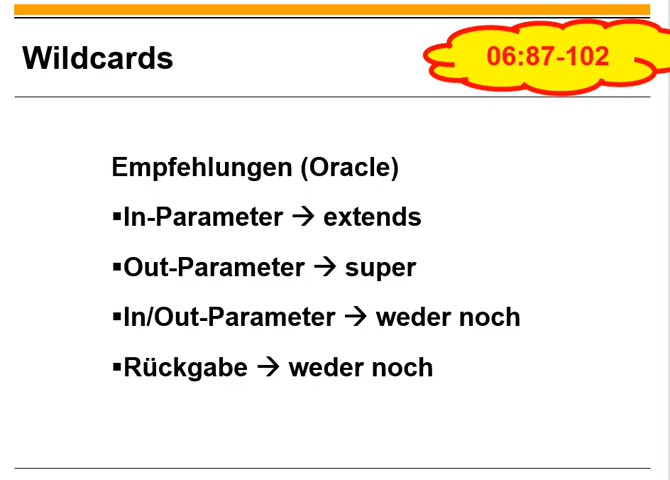 Wildcards
06:87-102
Empfehlungen (Oracle)
▪In-Parameter → extends
▪Out-Parameter → super
▪In/Out-Parameter → weder noch
▪Rückgabe → weder noch